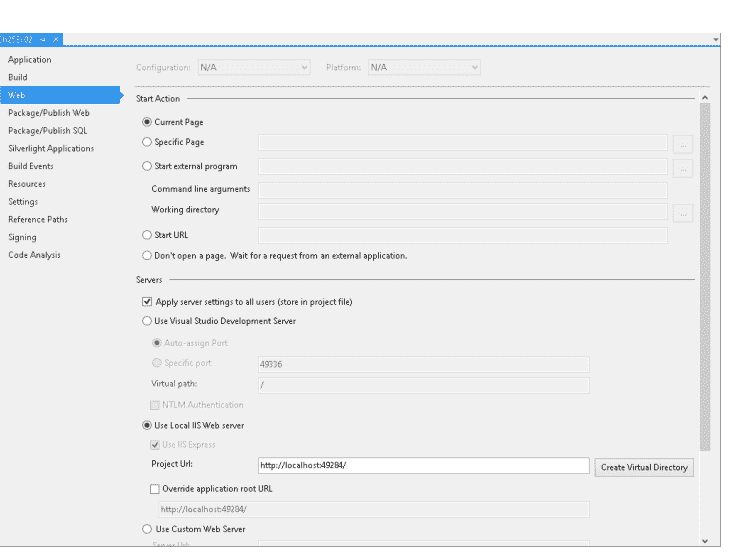 Application
Build
Web
Package/Publish Web
Package/Publish SQL
Silverlight Applications
Build Events
Resources
Settings
Reference Paths
Signing
Code Analysis
Configuration: N/A Platform: N/A
Start Action
Current Page
Specific Page ...
Start external program ...
Command line arguments
Working directory ...
Start URL
Don't open a page. Wait for a request from an external application.
Servers
Apply server settings to all users (store in project file)
Use Visual Studio Development Server
Auto-assign Port
Specific port 49336
Virtual path: /
NTLM Authentication
Use Local IIS Web server
Use IIS Express
Project Url: http://localhost:49284/ Create Virtual Directory
Override application root URL
http://localhost:49284/
Use Custom Web Server